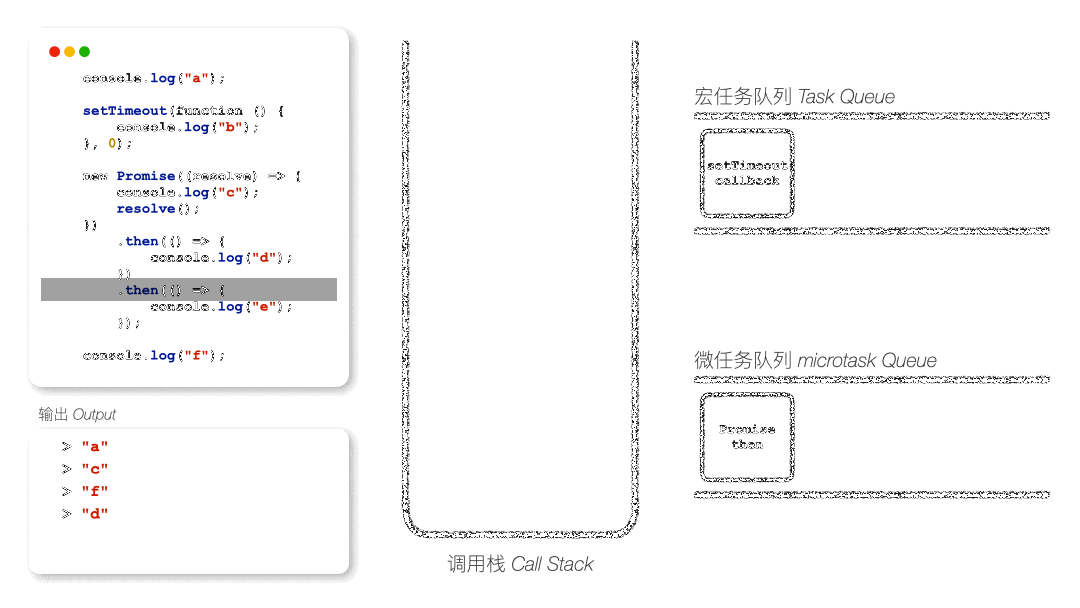 console.log("a");
setTimeout(function () {
    console.log("b");
}, 0);
new Promise((resolve) => {
    console.log("c");
    resolve();
})
    .then(() => {
        console.log("d");
    })
    .then(() => {
        console.log("e");
    });
console.log("f");
输出 Output
> "a"
> "c"
> "f"
> "d"
调用栈 Call Stack
宏任务队列 Task Queue
setTimeout
callback
微任务队列 microtask Queue
Promise
then